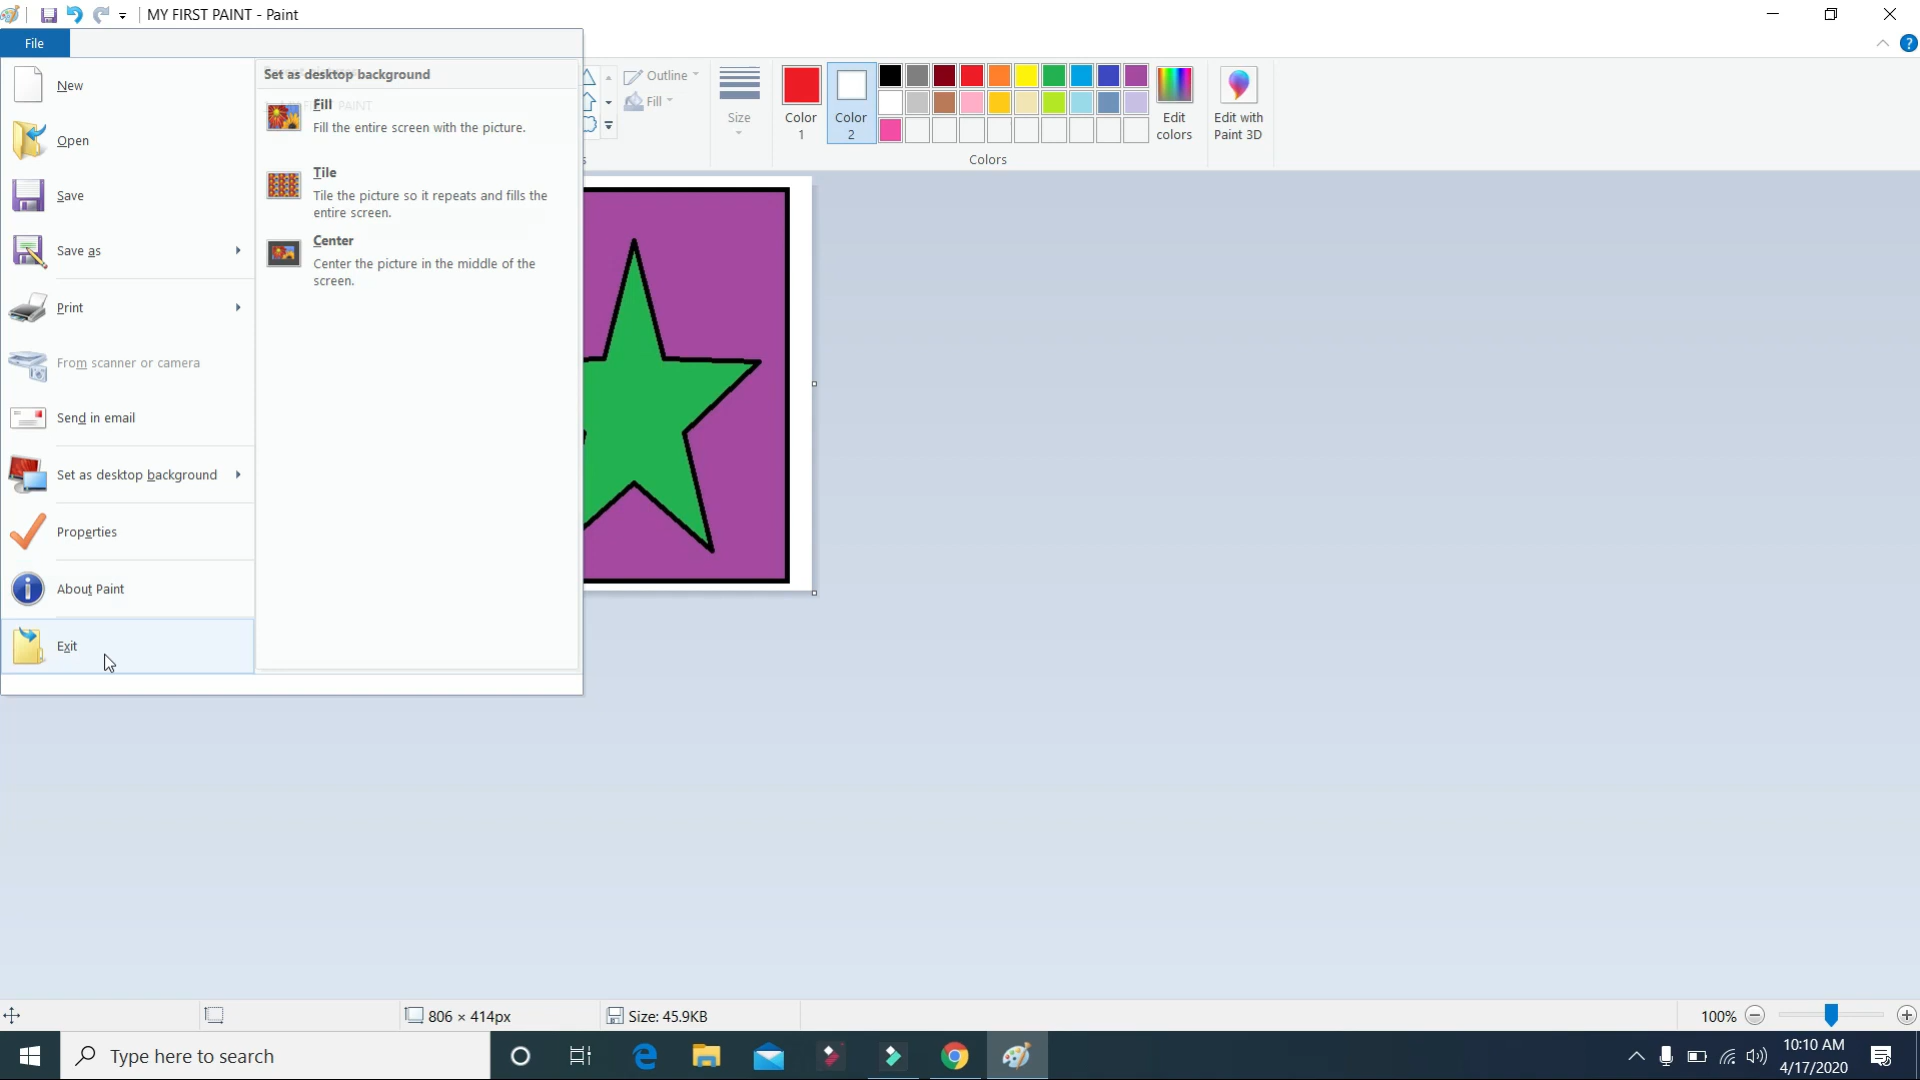 MY FIRST PAINT - Paint
File
New
Open
Save
Save as
Print
From scanner or camera
Send in email
Set as desktop background
Properties
About Paint
Exit
Set as desktop background
Fill
Fill the entire screen with the picture.
Tile
Tile the picture so it repeats and fills the
entire screen.
Center
Center the picture in the middle of the
screen.
Outline
Fill
Size
Color
1
Color
2
Edit
colors
Edit with
Paint 3D
Colors
806 × 414px
Size: 45.9KB
100%
Type here to search
10:10 AM
4/17/2020